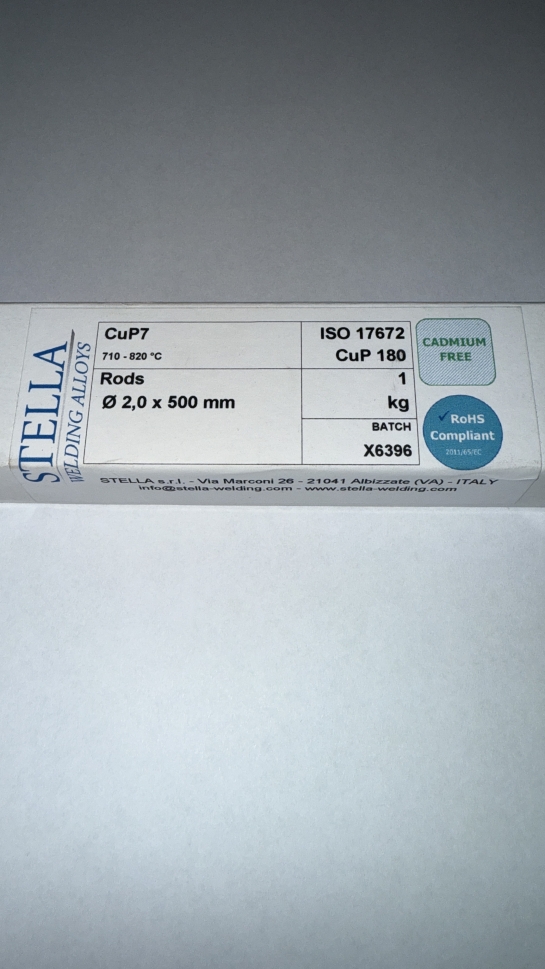 STELLA
WELDING ALLOYS
CuP7
710 - 820 °C
ISO 17672
CuP 180
Rods
Ø 2,0 x 500 mm
1
kg
BATCH
X6396
CADMIUM
FREE
✓ RoHS
Compliant
2011/65/EC
STELLA s.r.l. - Via Marconi 26 - 21041 Albizzate (VA) - ITALY
info@stella-welding.com - www.stella-welding.com